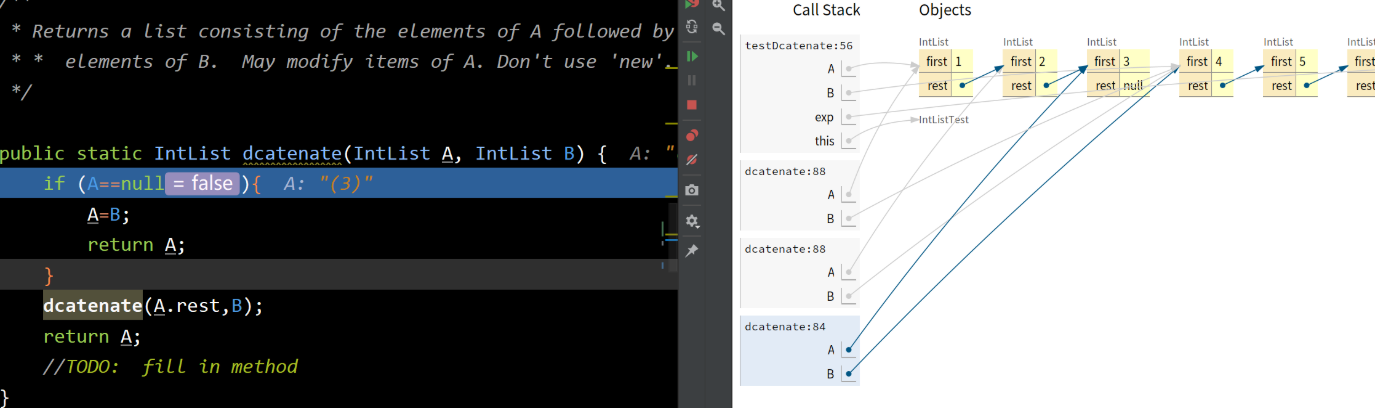 /**
* Returns a list consisting of the elements of A followed by
* *  elements of B.  May modify items of A. Don't use 'new'.
*/
public static IntList dcatenate(IntList A, IntList B) {  A: "
if (A==null = false ){  A: "(3)"
A=B;
return A;
}
dcatenate(A.rest,B);
return A;
//TODO:  fill in method
}
Call Stack
Objects
testDcatenate:56
A
B
exp
this
dcatenate:88
A
B
dcatenate:88
A
B
dcatenate:84
A
B
IntList IntList IntList IntList IntList IntList
first 1 first 2 first 3 first 4 first 5 first
rest rest rest null rest rest rest
IntListTest